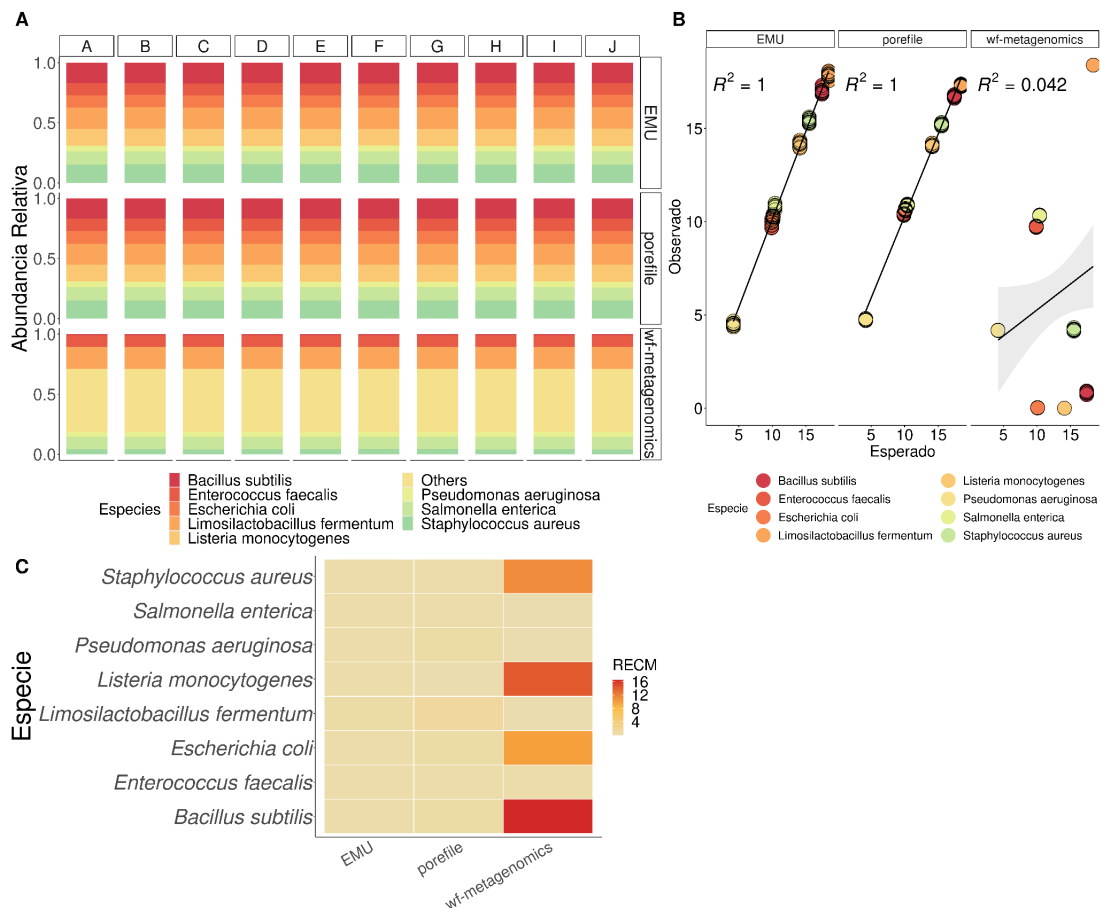 A
A B C D E F G H I J
1.0
0.5
0.0
EMU
1.0
0.5
0.0
porefile
1.0
0.5
0.0
wf-metagenomics
Abundancia Relativa
Especies
Bacillus subtilis
Enterococcus faecalis
Escherichia coli
Limosilactobacillus fermentum
Listeria monocytogenes
Others
Pseudomonas aeruginosa
Salmonella enterica
Staphylococcus aureus
B
EMU porefile wf-metagenomics
R² = 1 R² = 1 R² = 0.042
15
10
5
0
Observado
5 10 15 5 10 15 5 10 15
Esperado
Especie
Bacillus subtilis
Enterococcus faecalis
Escherichia coli
Limosilactobacillus fermentum
Listeria monocytogenes
Pseudomonas aeruginosa
Salmonella enterica
Staphylococcus aureus
C
Especie
Staphylococcus aureus
Salmonella enterica
Pseudomonas aeruginosa
Listeria monocytogenes
Limosilactobacillus fermentum
Escherichia coli
Enterococcus faecalis
Bacillus subtilis
EMU
porefile
wf-metagenomics
RECM
16
12
8
4